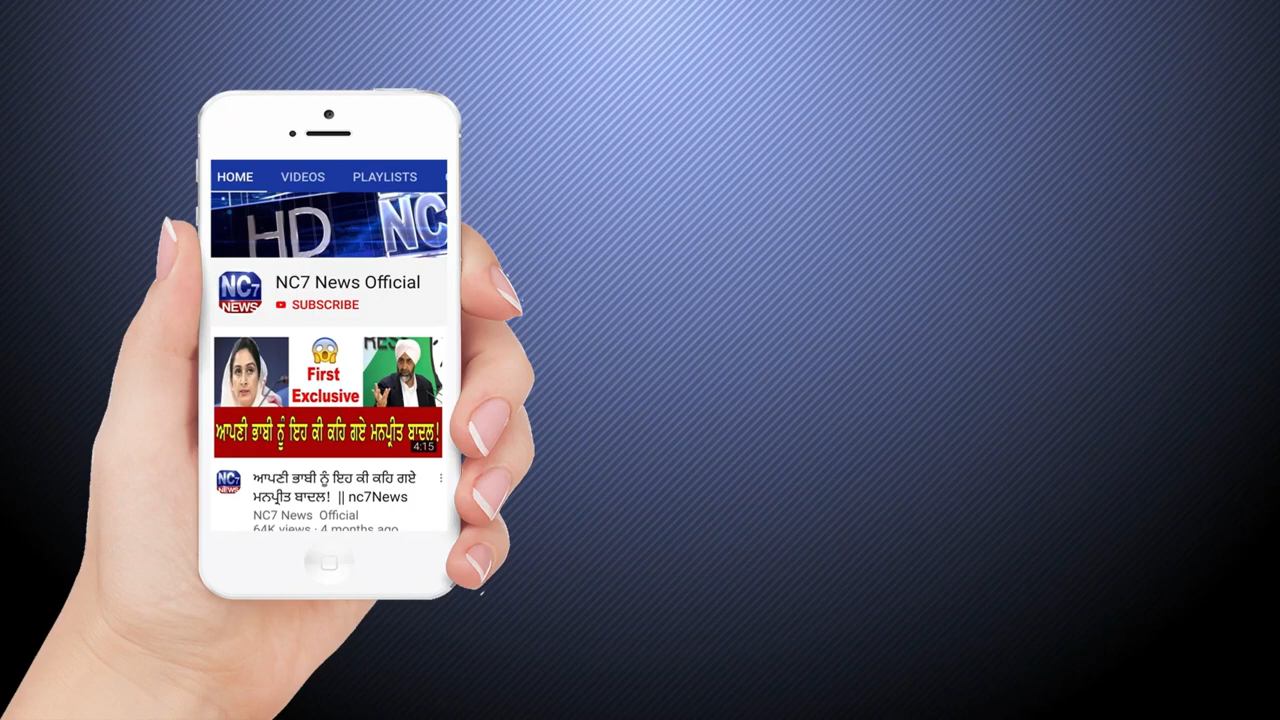 HOME VIDEOS PLAYLISTS
HD NC
NC7 NEWS
NC7 News Official
SUBSCRIBE
First
Exclusive
ਆਪਣੀ ਭਾਬੀ ਨੂੰ ਇਹ ਕੀ ਕਹਿ ਗਏ ਮਨਪ੍ਰੀਤ ਬਾਦਲ!
4:15
NC7 NEWS
ਆਪਣੀ ਭਾਬੀ ਨੂੰ ਇਹ ਕੀ ਕਹਿ ਗਏ
ਮਨਪ੍ਰੀਤ ਬਾਦਲ! || nc7News
NC7 News Official
64K views · 4 months ago